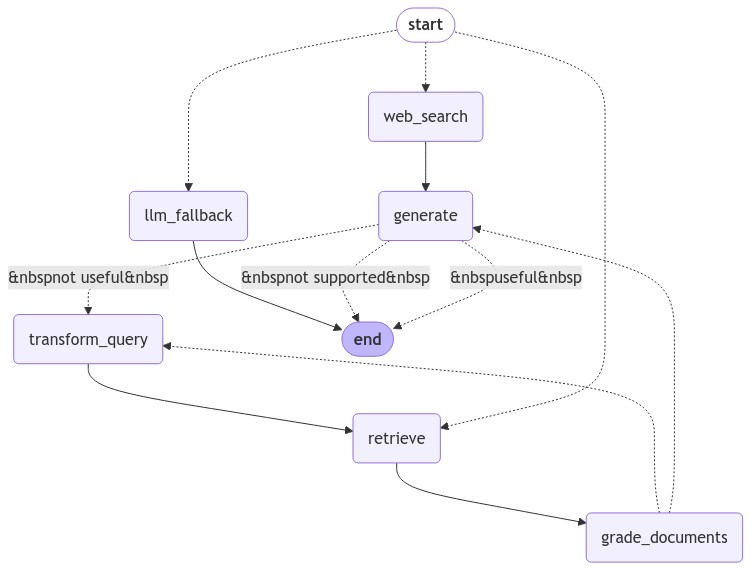 start
web_search
llm_fallback
generate
&nbspnot useful&nbsp
&nbspnot supported&nbsp
&nbspuseful&nbsp
transform_query
end
retrieve
grade_documents